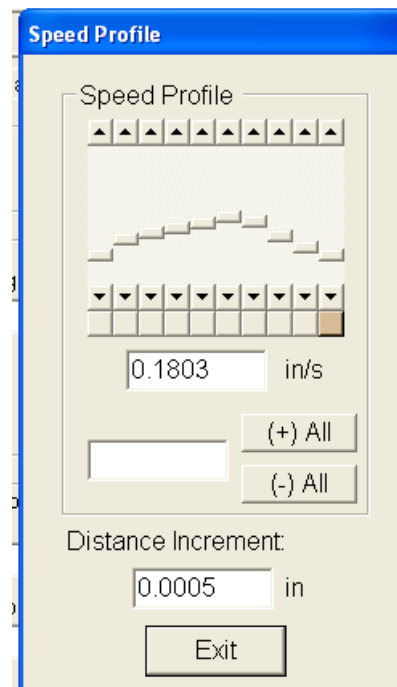 Speed Profile
Speed Profile
0.1803 in/s
(+) All
(-) All
Distance Increment:
0.0005 in
Exit